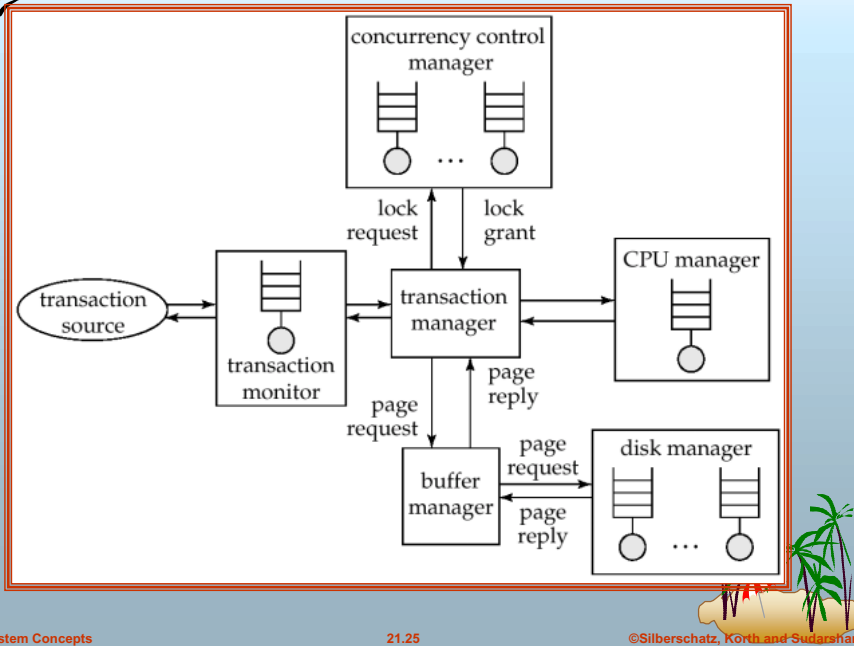 concurrency control
manager
...
lock
request
lock
grant
CPU manager
transaction
source
transaction
monitor
transaction
manager
page
request
page
reply
buffer
manager
page
request
page
reply
disk manager
...
stem Concepts
21.25
©Silberschatz, Korth and Sudarshan